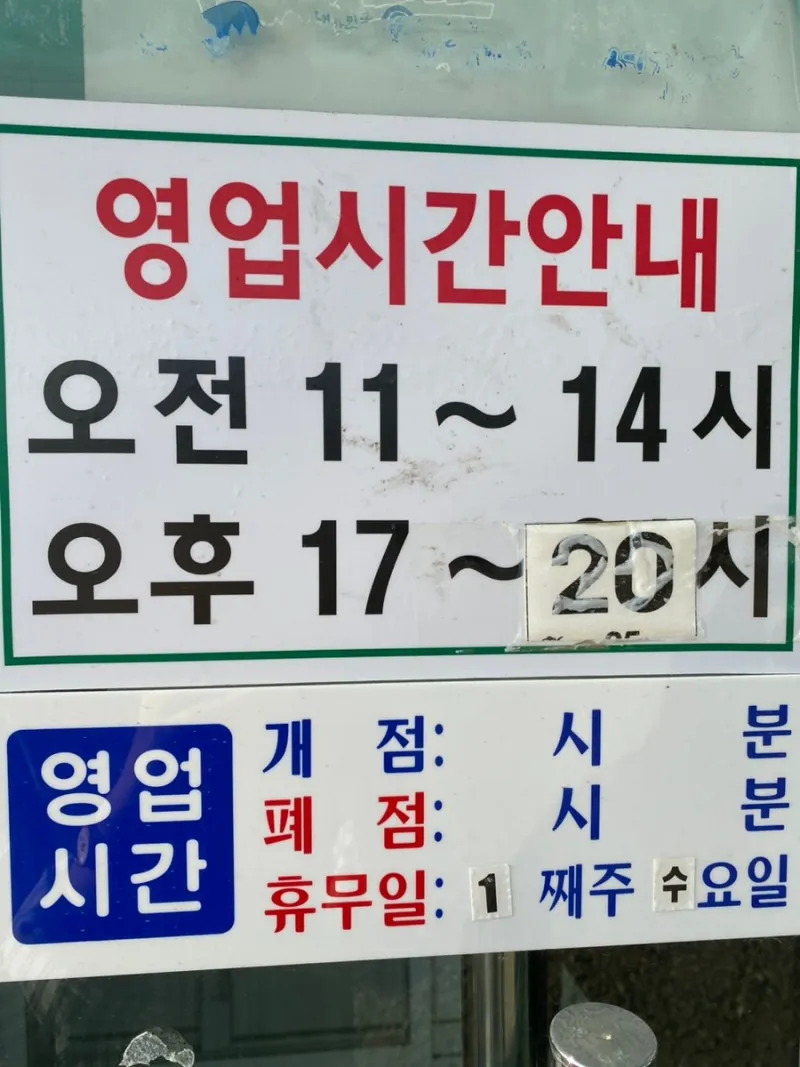 영업시간안내
오전 11 ~ 14 시
오후 17 ~ 20 시
영업
시간
개 점: 시 분
폐 점: 시 분
휴무일: 1 째주 수요일